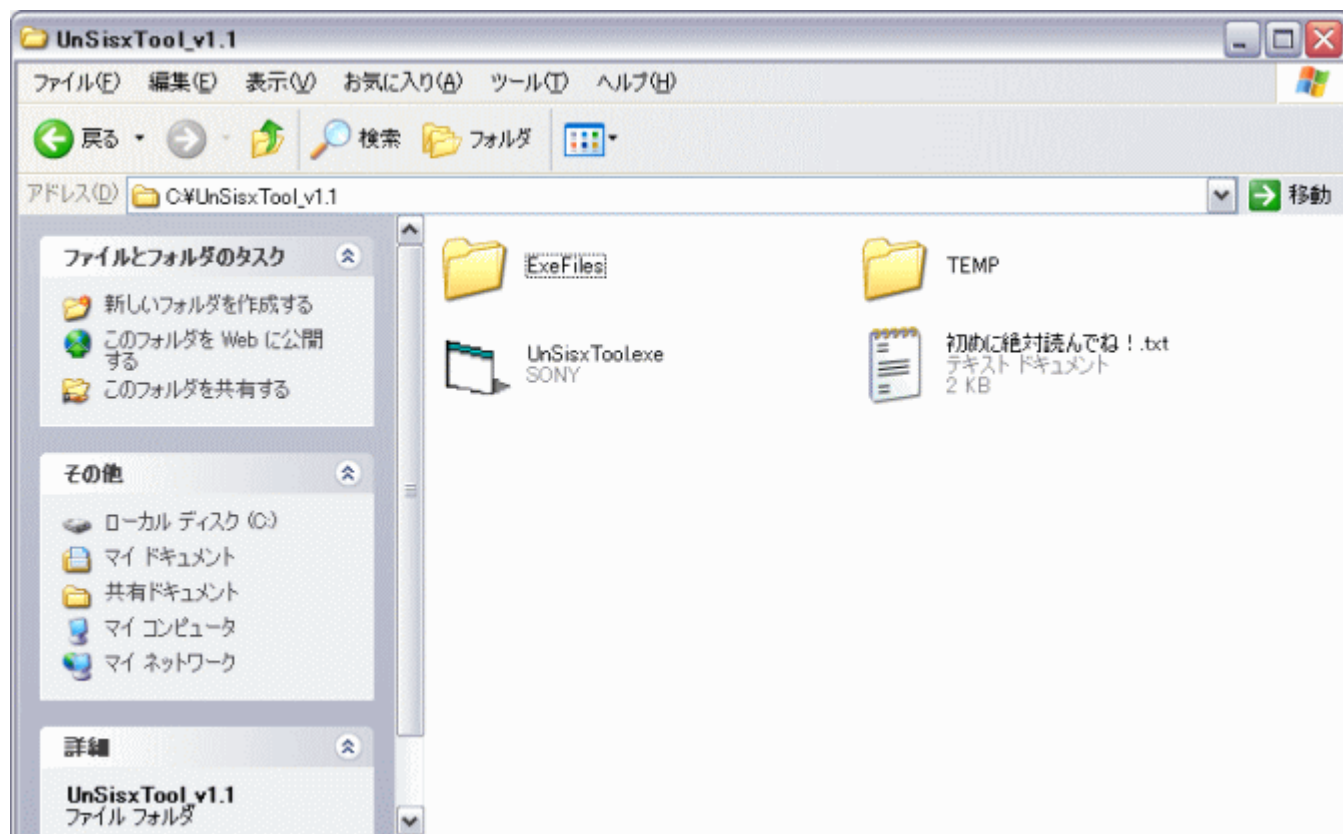 UnSisxTool_v1.1
ファイル(F) 編集(E) 表示(V) お気に入り(A) ツール(T) ヘルプ(H)
戻る 検索 フォルダ
アドレス(D) C:¥UnSisxTool_v1.1 移動
ファイルとフォルダのタスク
新しいフォルダを作成する
このフォルダを Web に公開
する
このフォルダを共有する
その他
ローカル ディスク (C:)
マイ ドキュメント
共有ドキュメント
マイ コンピュータ
マイ ネットワーク
詳細
UnSisxTool_v1.1
ファイル フォルダ
ExeFiles
TEMP
UnSisxTool.exe
SONY
初めに絶対読んでね!.txt
テキスト ドキュメント
2 KB